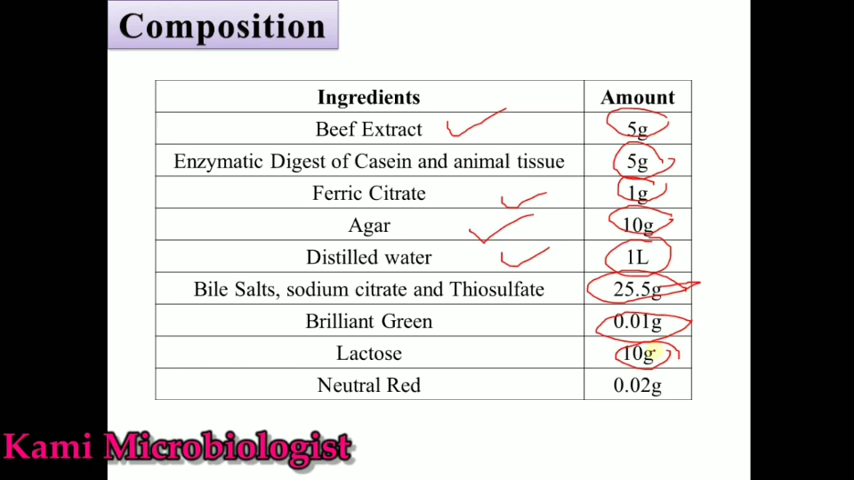 Composition
Ingredients Amount
Beef Extract 5g
Enzymatic Digest of Casein and animal tissue 5g
Ferric Citrate 1g
Agar 10g
Distilled water 1L
Bile Salts, sodium citrate and Thiosulfate 25.5g
Brilliant Green 0.01g
Lactose 10g
Neutral Red 0.02g
Kami Microbiologist